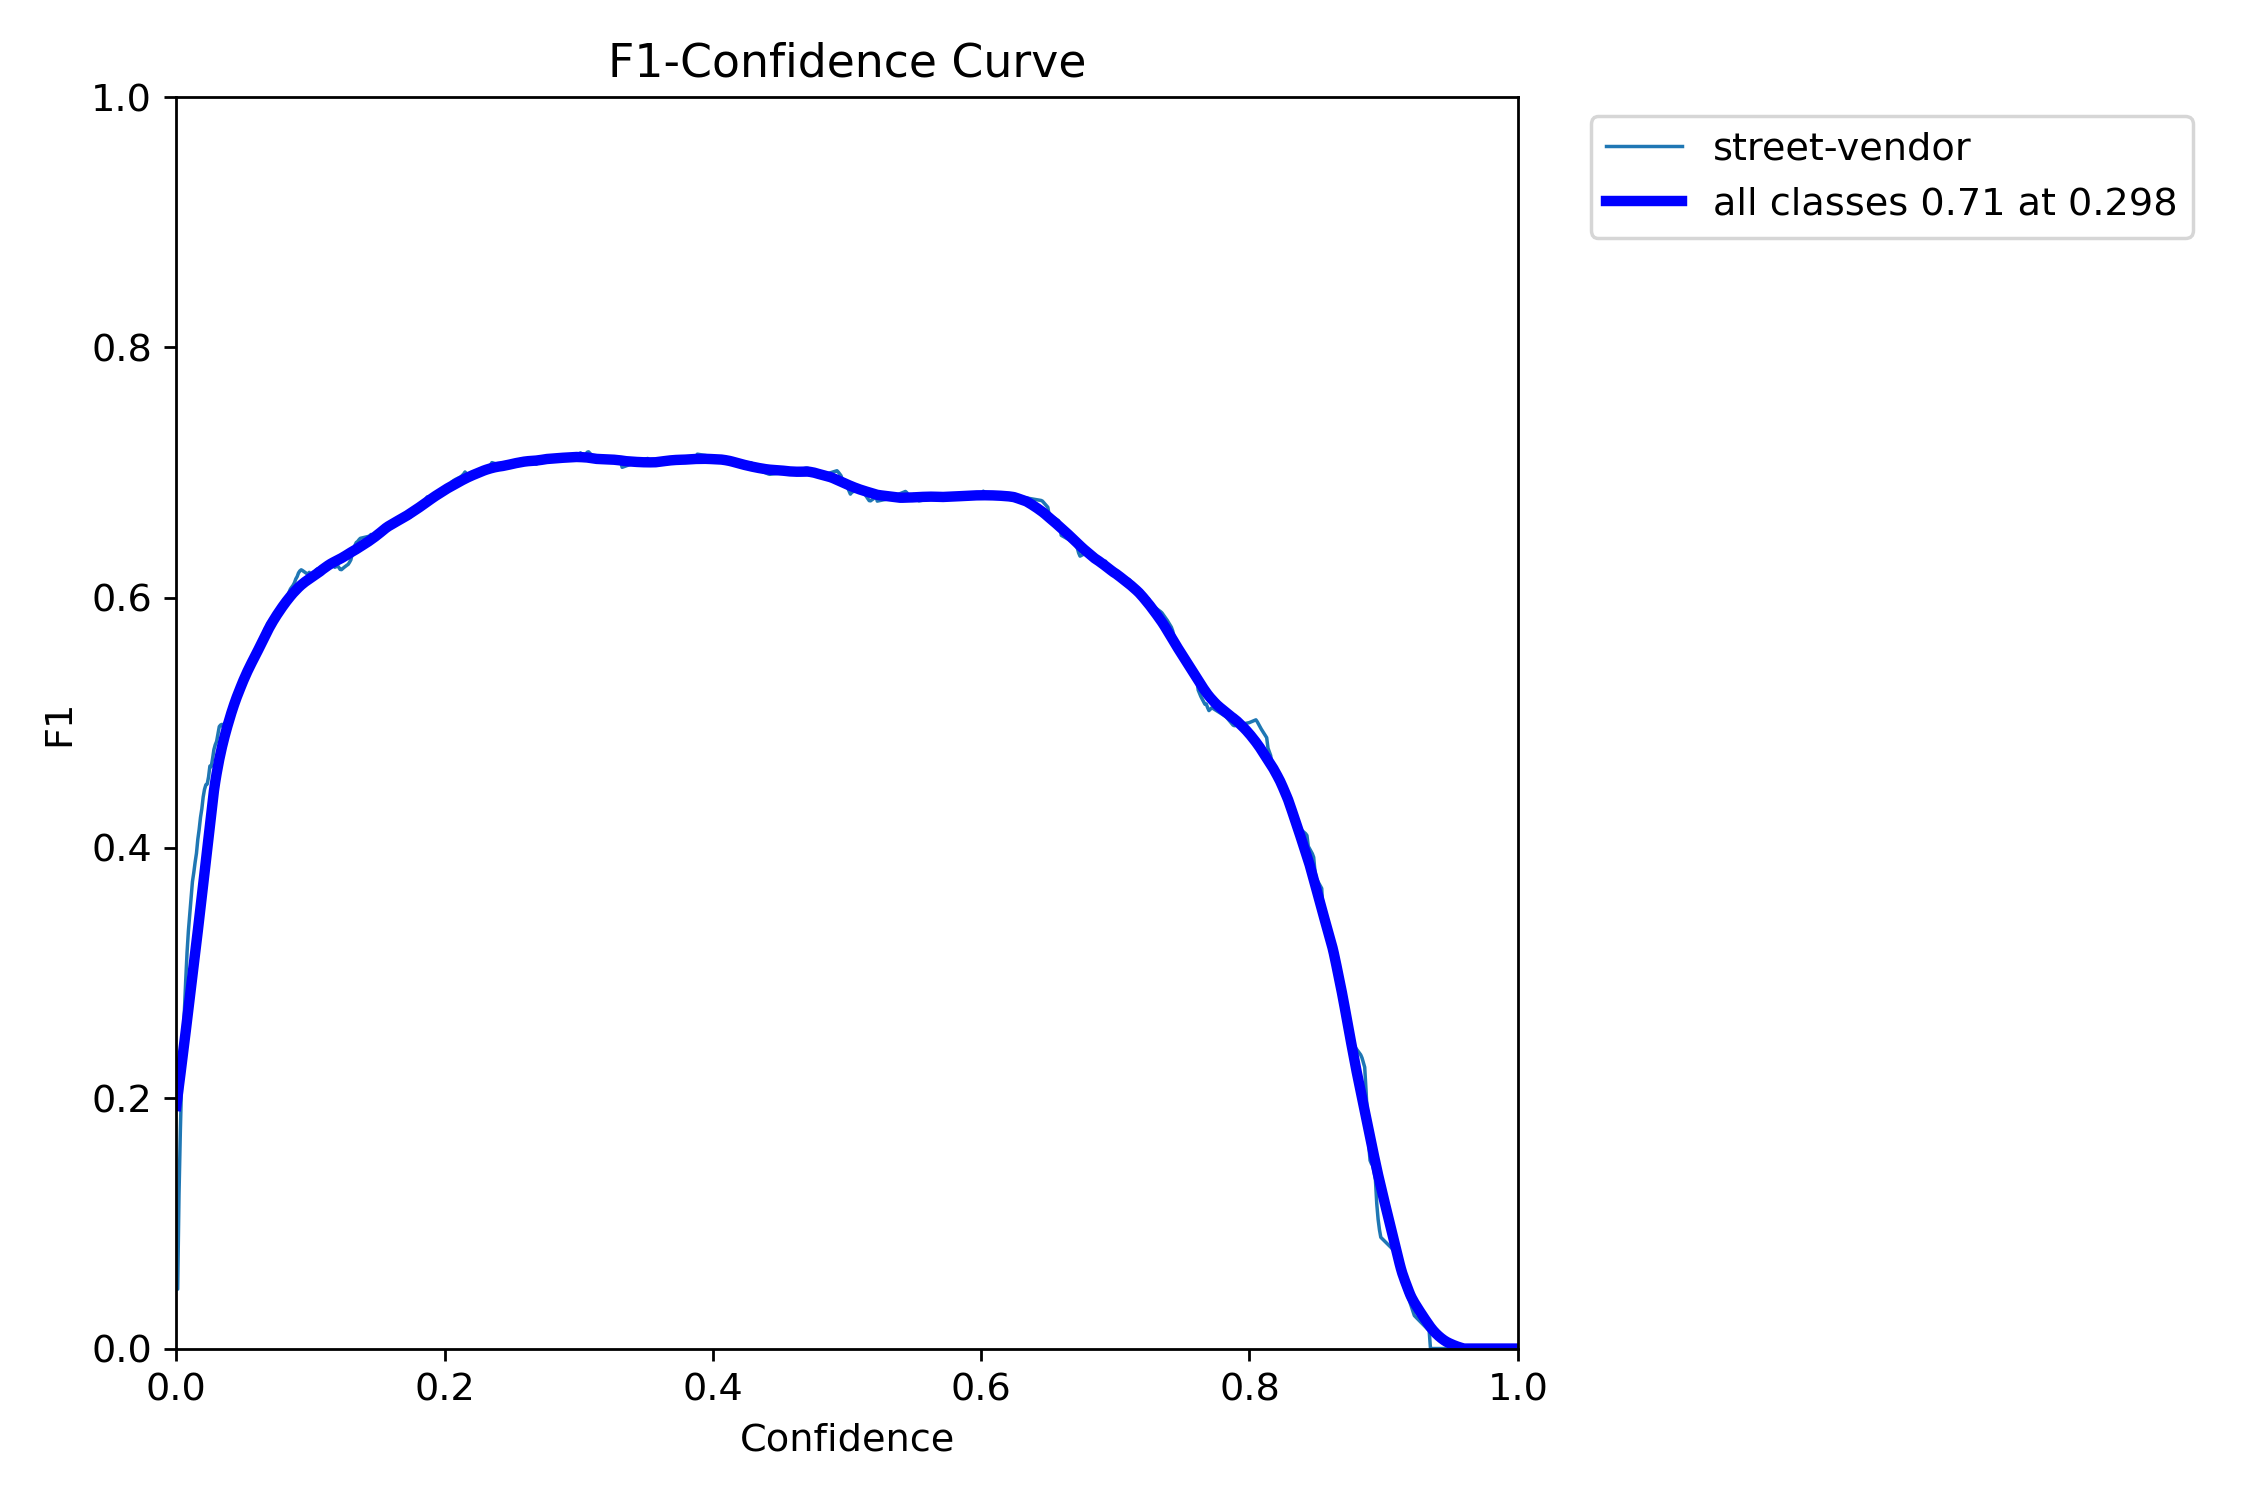 F1-Confidence Curve
1.0
0.8
0.6
0.4
0.2
0.0
F1
0.0 0.2 0.4 0.6 0.8 1.0
Confidence
street-vendor
all classes 0.71 at 0.298